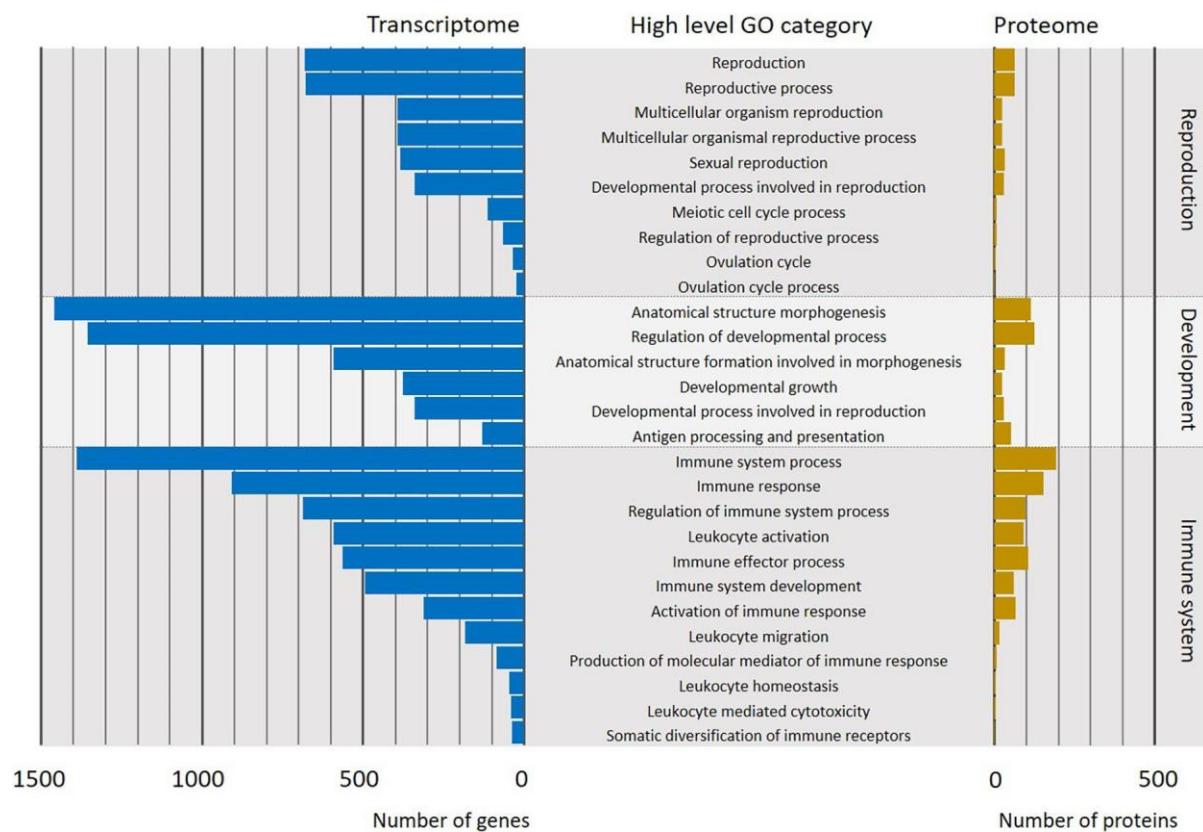 Transcriptome High level GO category Proteome
Reproduction
Reproductive process
Multicellular organism reproduction
Multicellular organismal reproductive process
Sexual reproduction
Developmental process involved in reproduction
Meiotic cell cycle process
Regulation of reproductive process
Ovulation cycle
Ovulation cycle process
Reproduction
Anatomical structure morphogenesis
Regulation of developmental process
Anatomical structure formation involved in morphogenesis
Developmental growth
Developmental process involved in reproduction
Antigen processing and presentation
Development
Immune system process
Immune response
Regulation of immune system process
Leukocyte activation
Immune effector process
Immune system development
Activation of immune response
Leukocyte migration
Production of molecular mediator of immune response
Leukocyte homeostasis
Leukocyte mediated cytotoxicity
Somatic diversification of immune receptors
Immune system
1500 1000 500 0 0 500
Number of genes Number of proteins